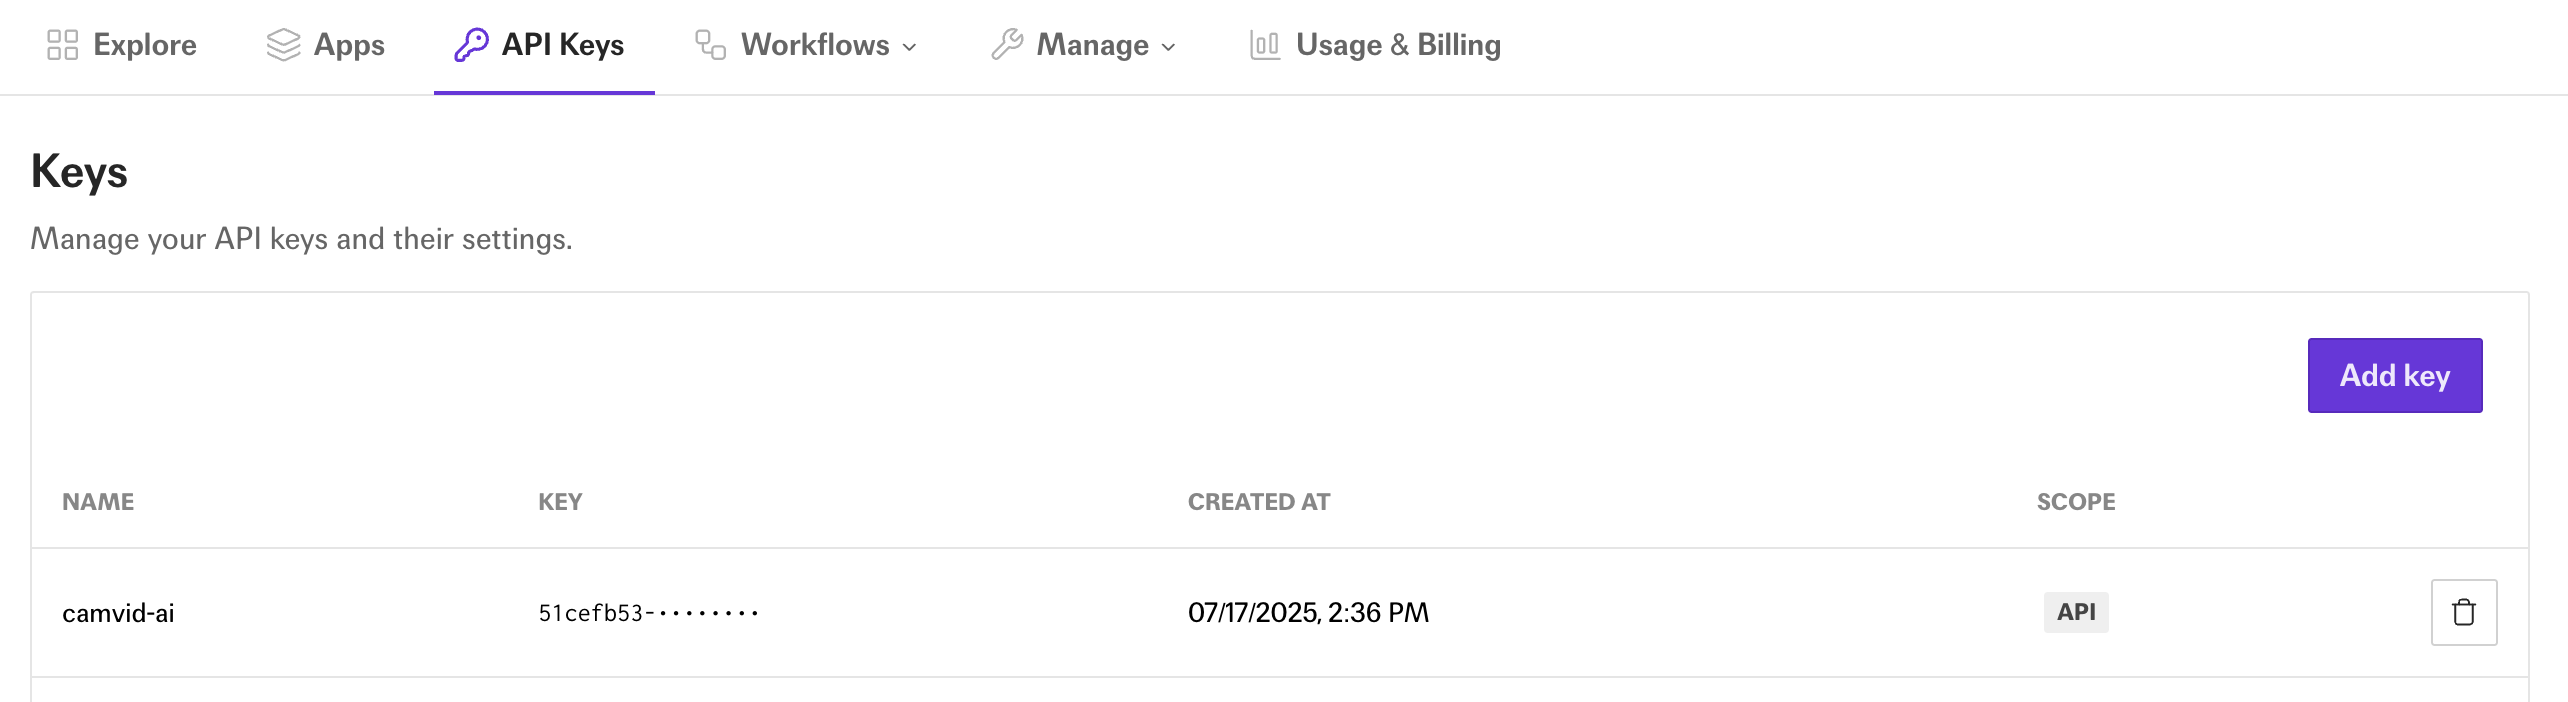 Explore Apps API Keys Workflows Manage Usage & Billing
Keys
Manage your API keys and their settings.
Add key
NAME KEY CREATED AT SCOPE
camvid-ai 51cefb53-•••••••• 07/17/2025, 2:36 PM API